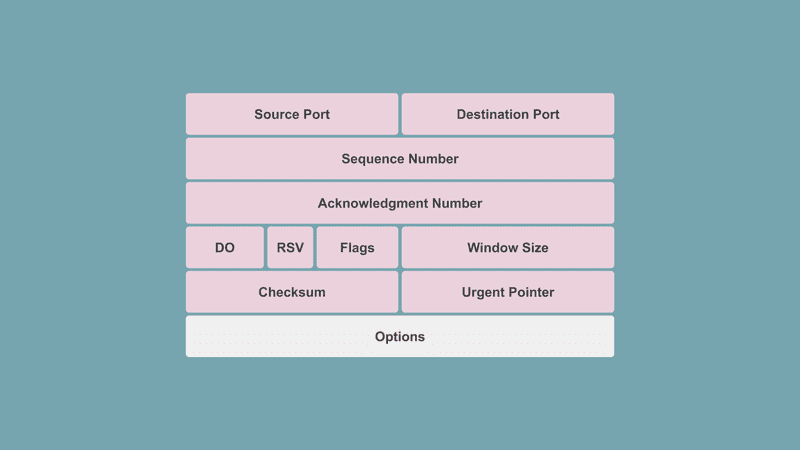 Source Port Destination Port
Sequence Number
Acknowledgment Number
DO RSV Flags Window Size
Checksum Urgent Pointer
Options